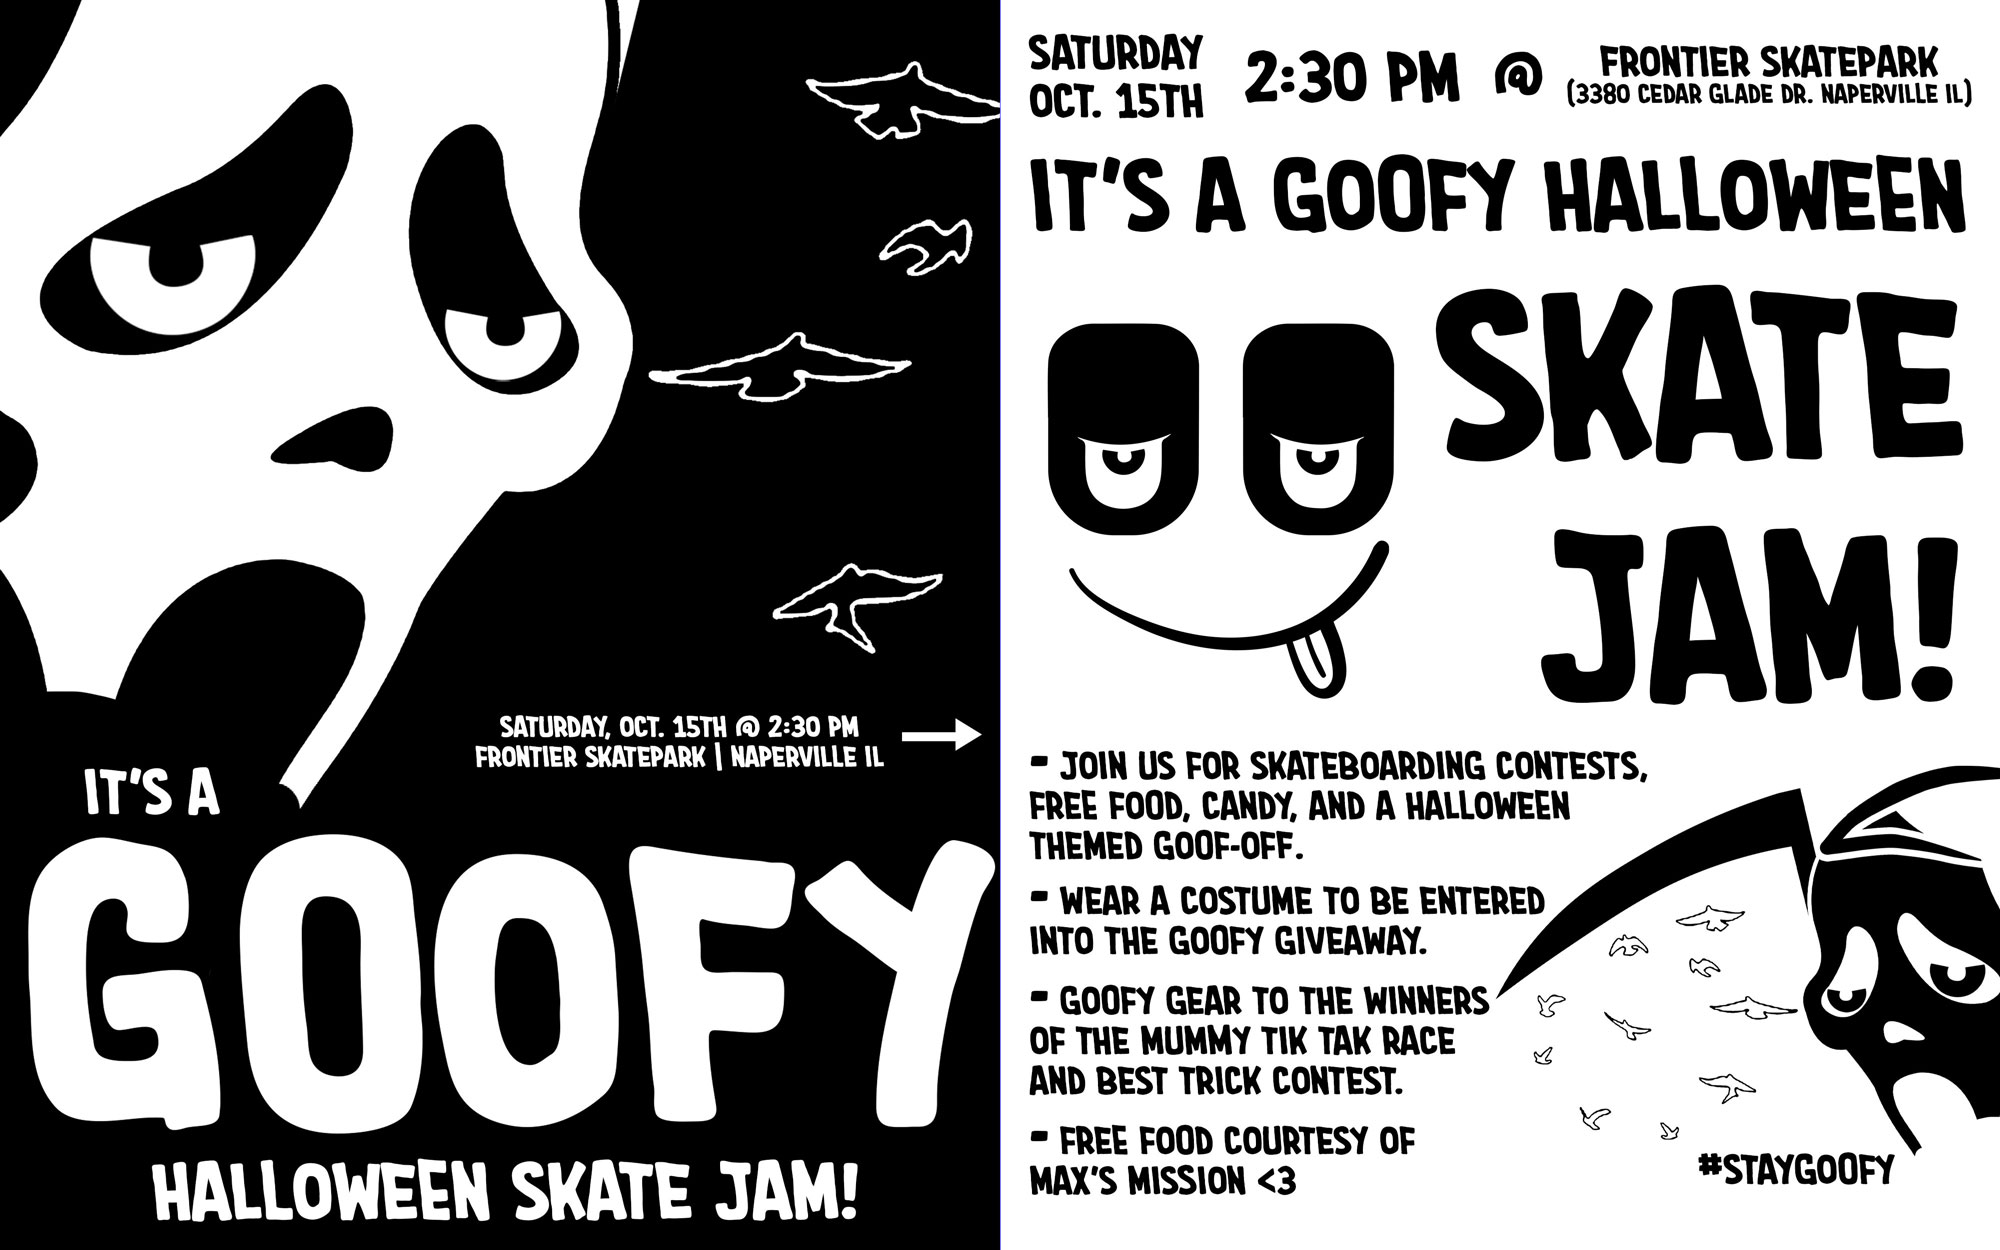 SATURDAY, OCT. 15TH @ 2:30 PM
FRONTIER SKATEPARK | NAPERVILLE IL
IT'S A
GOOFY
HALLOWEEN SKATE JAM!
SATURDAY
OCT. 15TH
2:30 PM @
FRONTIER SKATEPARK
(3380 CEDAR GLADE DR. NAPERVILLE IL)
IT'S A GOOFY HALLOWEEN
SKATE
JAM!
- JOIN US FOR SKATEBOARDING CONTESTS,
FREE FOOD, CANDY, AND A HALLOWEEN
THEMED GOOF-OFF.
- WEAR A COSTUME TO BE ENTERED
INTO THE GOOFY GIVEAWAY.
- GOOFY GEAR TO THE WINNERS
OF THE MUMMY TIK TAK RACE
AND BEST TRICK CONTEST.
- FREE FOOD COURTESY OF
MAX'S MISSION <3
#STAYGOOFY